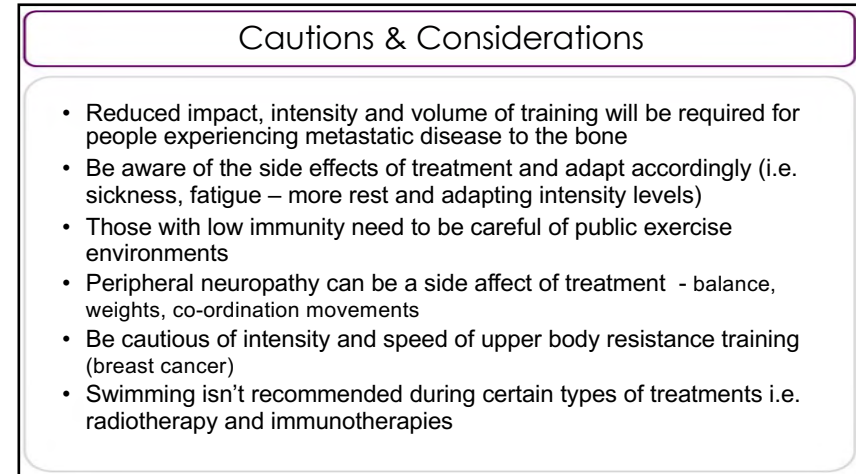 Cautions & Considerations
• Reduced impact, intensity and volume of training will be required for
people experiencing metastatic disease to the bone
• Be aware of the side effects of treatment and adapt accordingly (i.e.
sickness, fatigue – more rest and adapting intensity levels)
• Those with low immunity need to be careful of public exercise
environments
• Peripheral neuropathy can be a side affect of treatment - balance,
weights, co-ordination movements
• Be cautious of intensity and speed of upper body resistance training
(breast cancer)
• Swimming isn’t recommended during certain types of treatments i.e.
radiotherapy and immunotherapies